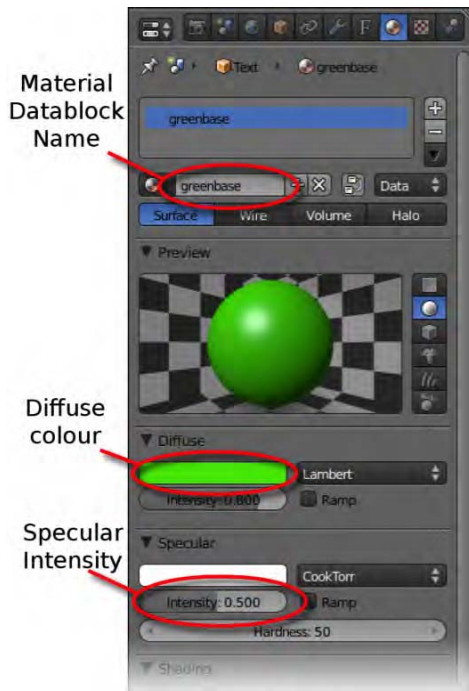 F
Text
greenbase
Material
Datablock
Name
greenbase
greenbase
Data
Surface
Wire
Volume
Halo
Preview
Diffuse
colour
Diffuse
Lambert
Intensity: 0.800
Ramp
Specular
Intensity
Specular
CookTorr
Intensity: 0.500
Ramp
Hardness: 50
Shading